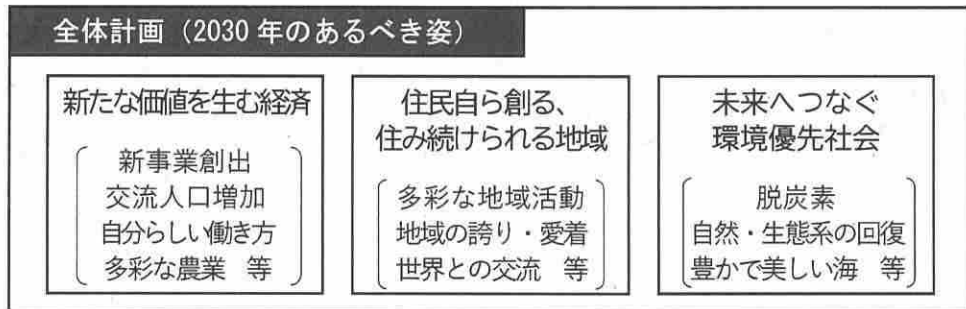 全体計画（2030 年のあるべき姿）
新たな価値を生む経済
新事業創出
交流人口増加
自分らしい働き方
多彩な農業　等
住民自ら創る、
住み続けられる地域
多彩な地域活動
地域の誇り・愛着
世界との交流　等
未来へつなぐ
環境優先社会
脱炭素
自然・生態系の回復
豊かで美しい海　等